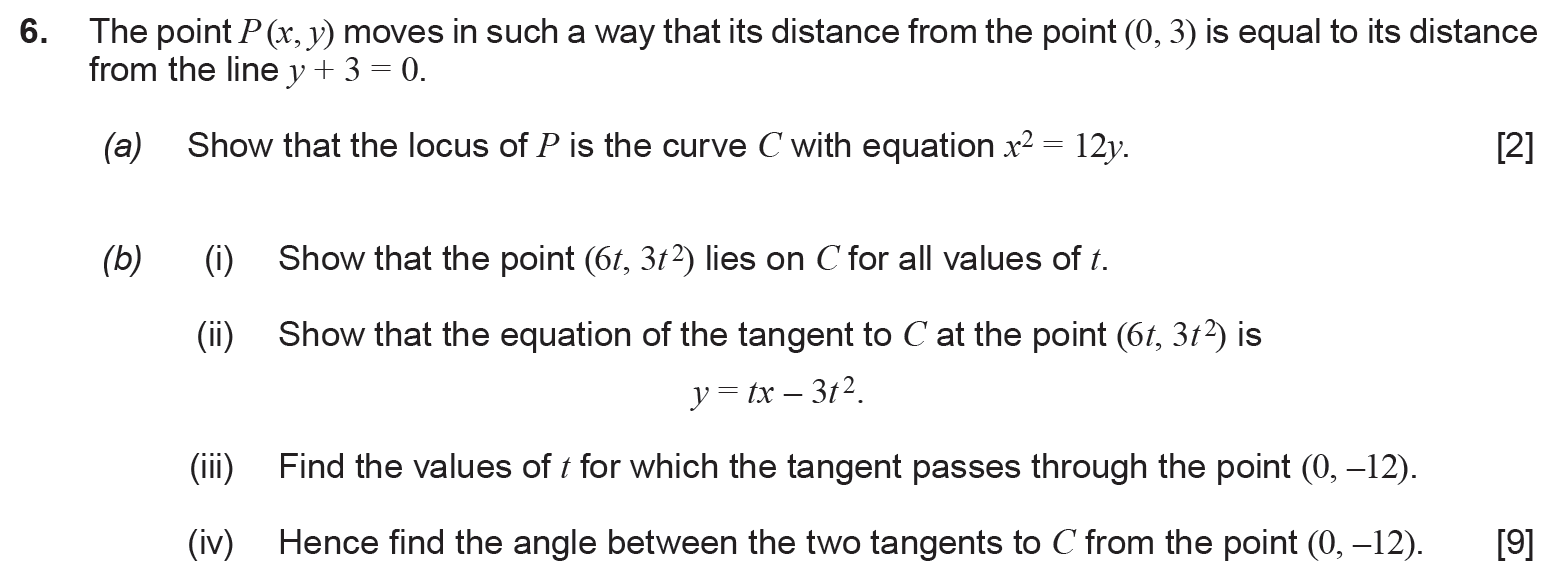 6. The point P(x, y) moves in such a way that its distance from the point (0, 3) is equal to its distance
from the line y + 3 = 0.
(a) Show that the locus of P is the curve C with equation x² = 12y. [2]
(b) (i) Show that the point (6t, 3t²) lies on C for all values of t.
(ii) Show that the equation of the tangent to C at the point (6t, 3t²) is
y = tx – 3t².
(iii) Find the values of t for which the tangent passes through the point (0, –12).
(iv) Hence find the angle between the two tangents to C from the point (0, –12). [9]